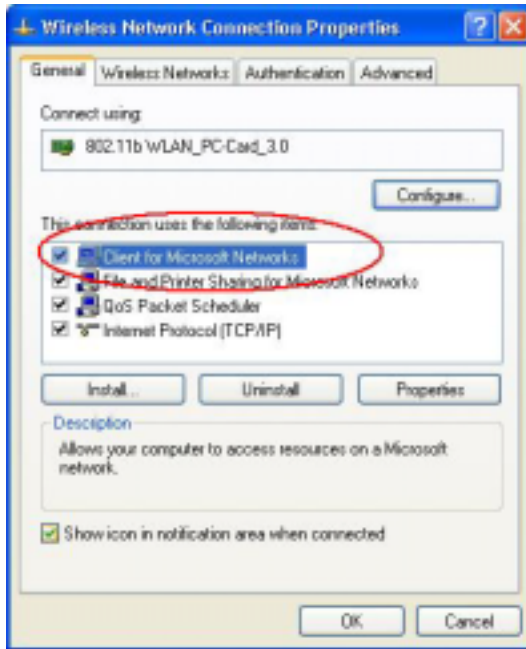 Wireless Network Connection Properties
General Wireless Networks Authentication Advanced
Connect using:
802.11b WLAN_PC-Card_3.0
Configure...
This connection uses the following items:
Client for Microsoft Networks
File and Printer Sharing for Microsoft Networks
QoS Packet Scheduler
Internet Protocol (TCP/IP)
Install... Uninstall Properties
Description
Allows your computer to access resources on a Microsoft
network.
Show icon in notification area when connected
OK Cancel